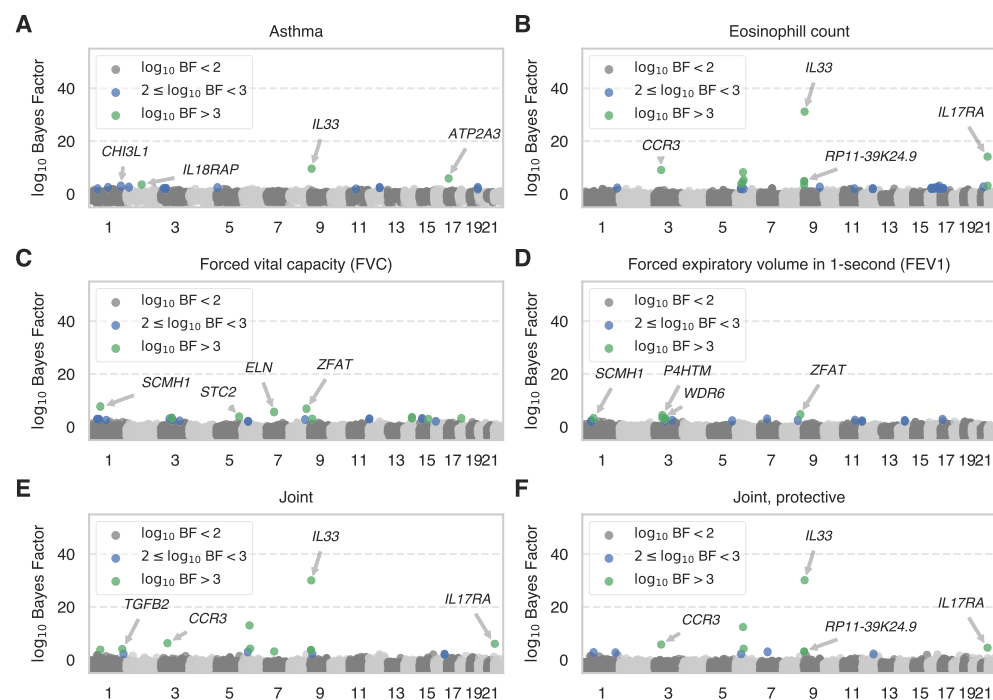 A
Asthma
log10 Bayes Factor
40
20
0
log10 BF < 2
2 ≤ log10 BF < 3
log10 BF > 3
CHI3L1
IL18RAP
IL33
ATP2A3
1 3 5 7 9 11 13 15 17 19 21
B
Eosinophill count
40
20
0
log10 BF < 2
2 ≤ log10 BF < 3
log10 BF > 3
CCR3
IL33
RP11-39K24.9
IL17RA
log10 Bayes Factor
1 3 5 7 9 11 13 15 17 19 21
C
Forced vital capacity (FVC)
log10 Bayes Factor
40
20
0
log10 BF < 2
2 ≤ log10 BF < 3
log10 BF > 3
SCMH1
STC2
ELN
ZFAT
1 3 5 7 9 11 13 15 17 19 21
D
Forced expiratory volume in 1-second (FEV1)
log10 Bayes Factor
40
20
0
log10 BF < 2
2 ≤ log10 BF < 3
log10 BF > 3
SCMH1
P4HTM
WDR6
ZFAT
1 3 5 7 9 11 13 15 17 19 21
E
Joint
log10 Bayes Factor
40
20
0
log10 BF < 2
2 ≤ log10 BF < 3
log10 BF > 3
TGFB2
CCR3
IL33
IL17RA
1 3 5 7 9 11 13 15 17 19 21
F
Joint, protective
log10 Bayes Factor
40
20
0
log10 BF < 2
2 ≤ log10 BF < 3
log10 BF > 3
CCR3
IL33
RP11-39K24.9
IL17RA
1 3 5 7 9 11 13 15 17 19 21